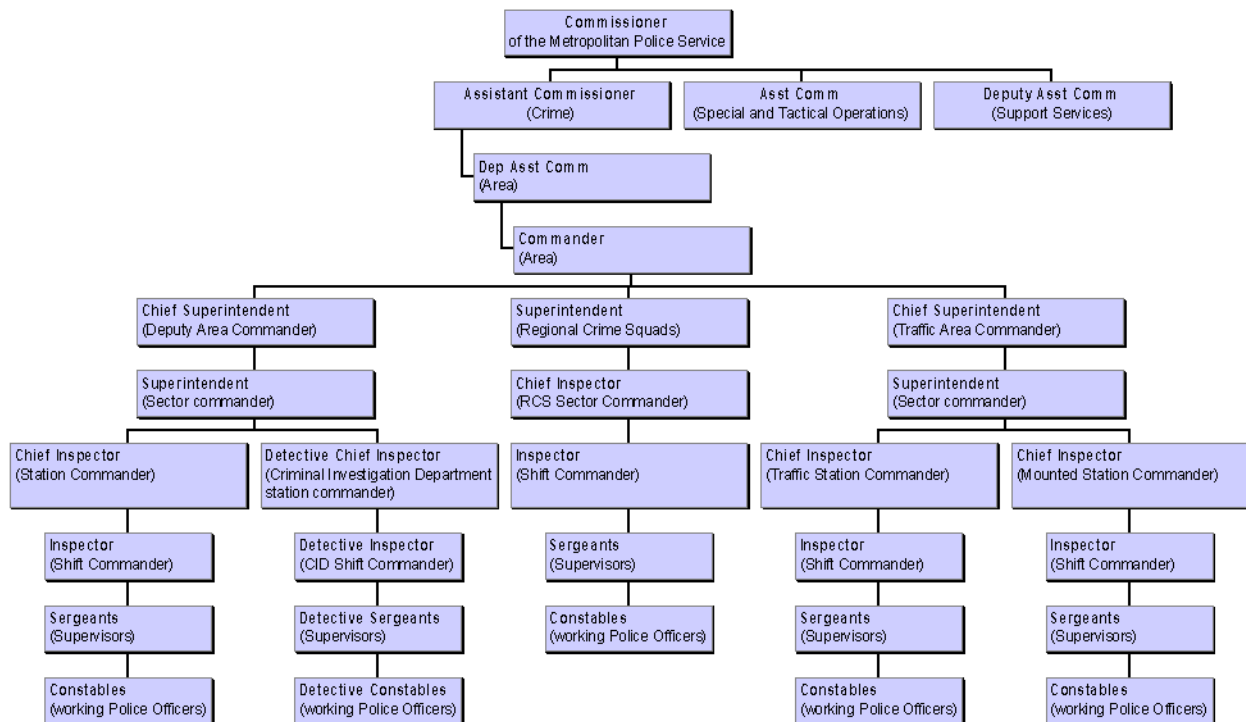 Commissioner
of the Metropolitan Police Service
Assistant Commissioner
(Crime)
Asst Comm
(Special and Tactical Operations)
Deputy Asst Comm
(Support Services)
Dep Asst Comm
(Area)
Commander
(Area)
Chief Superintendent
(Deputy Area Commander)
Superintendent
(Regional Crime Squads)
Chief Superintendent
(Traffic Area Commander)
Superintendent
(Sector commander)
Chief Inspector
(RCS Sector Commander)
Superintendent
(Sector commander)
Chief Inspector
(Station Commander)
Detective Chief Inspector
(Criminal Investigation Department
station commander)
Inspector
(Shift Commander)
Chief Inspector
(Traffic Station Commander)
Chief Inspector
(Mounted Station Commander)
Inspector
(Shift Commander)
Detective Inspector
(CID Shift Commander)
Sergeants
(Supervisors)
Inspector
(Shift Commander)
Inspector
(Shift Commander)
Sergeants
(Supervisors)
Detective Sergeants
(Supervisors)
Constables
(working Police Officers)
Sergeants
(Supervisors)
Sergeants
(Supervisors)
Constables
(working Police Officers)
Detective Constables
(working Police Officers)
Constables
(working Police Officers)
Constables
(working Police Officers)